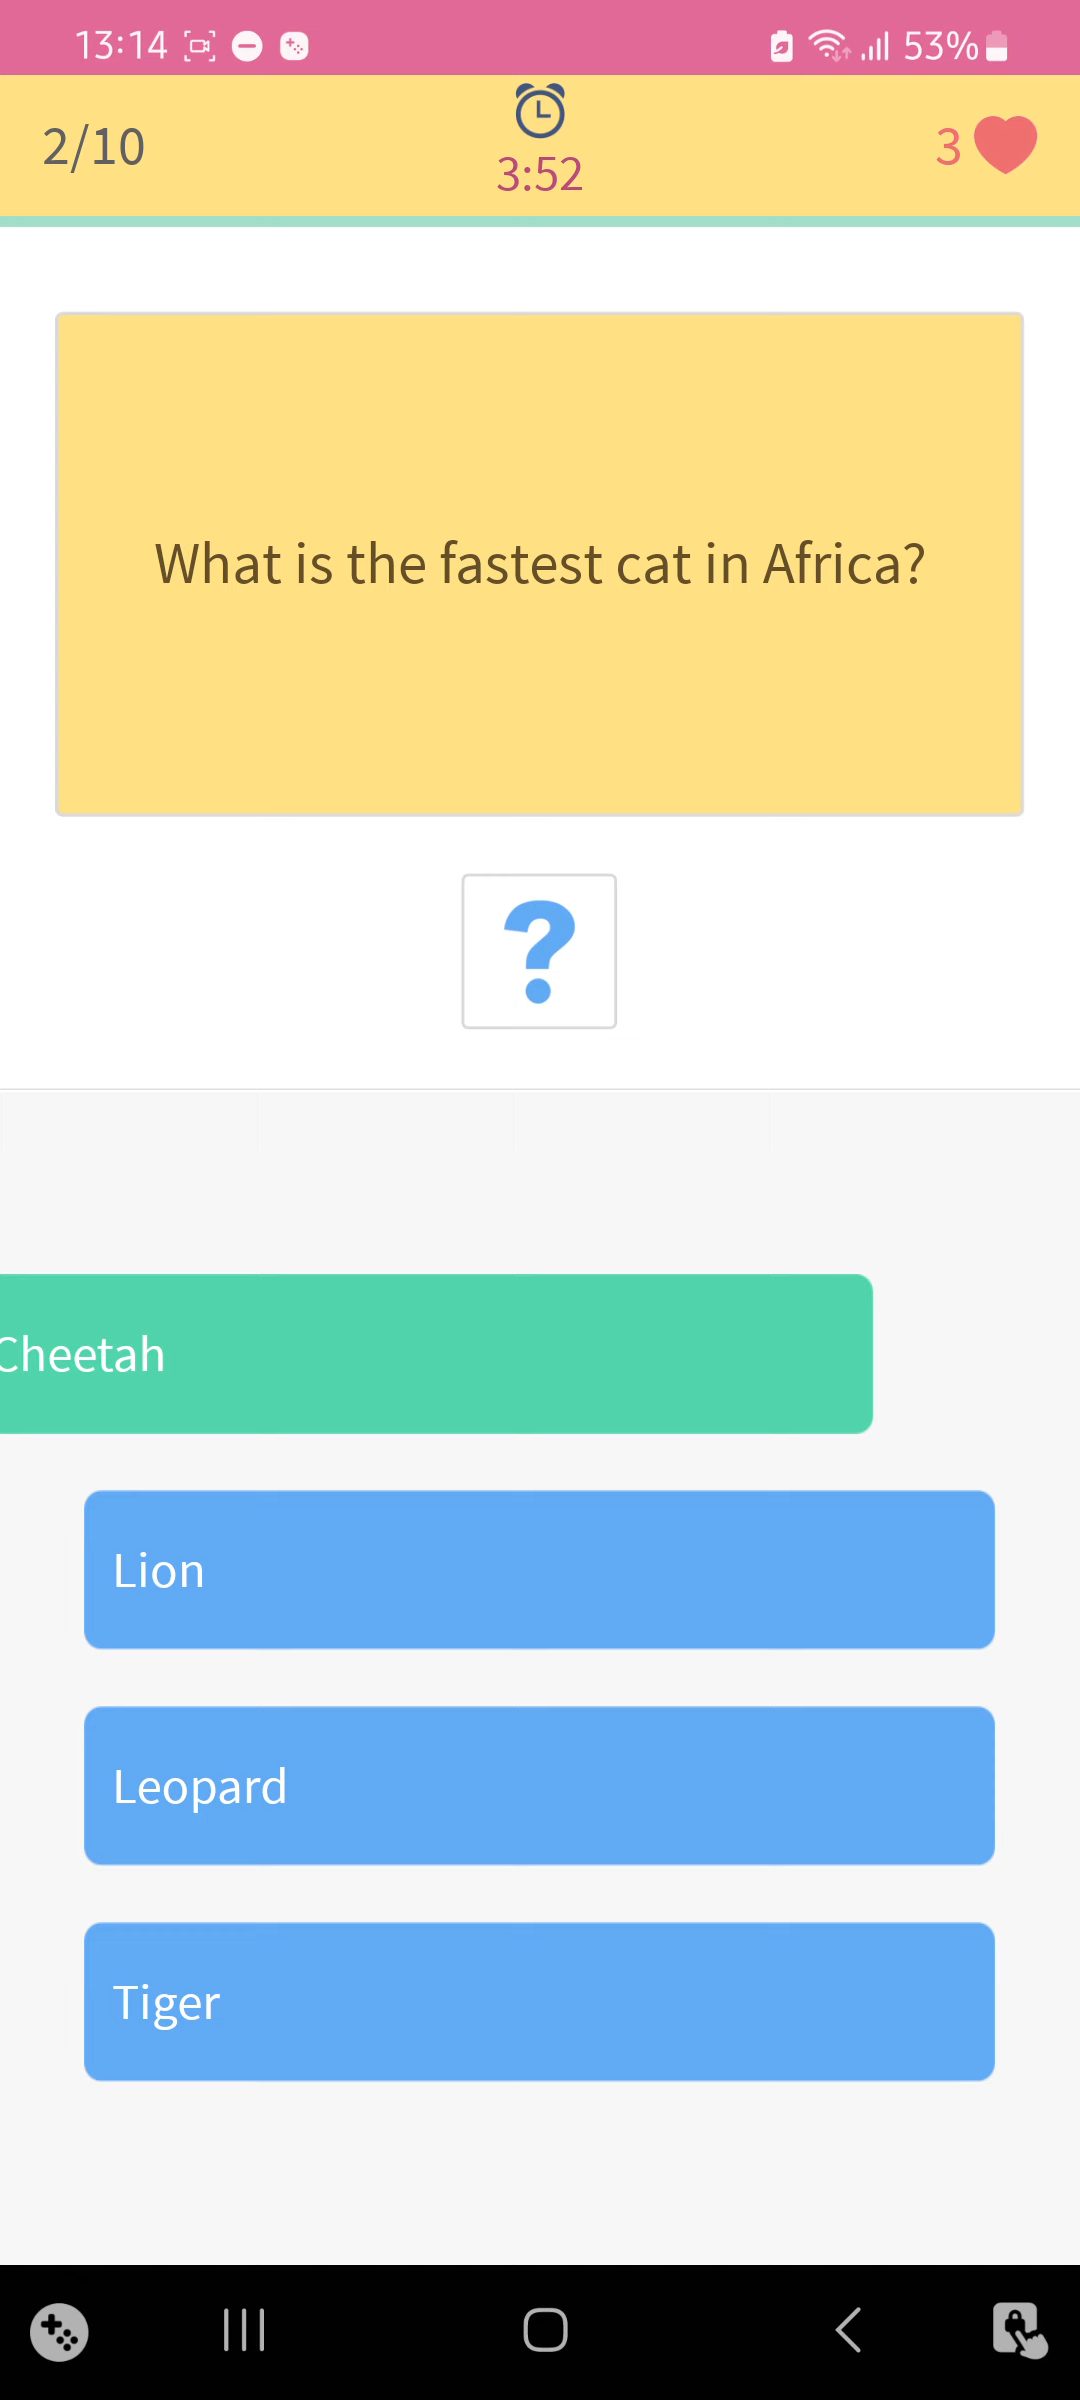 13:14 53%
2/10 3:52 3
What is the fastest cat in Africa?
?
Cheetah
Lion
Leopard
Tiger